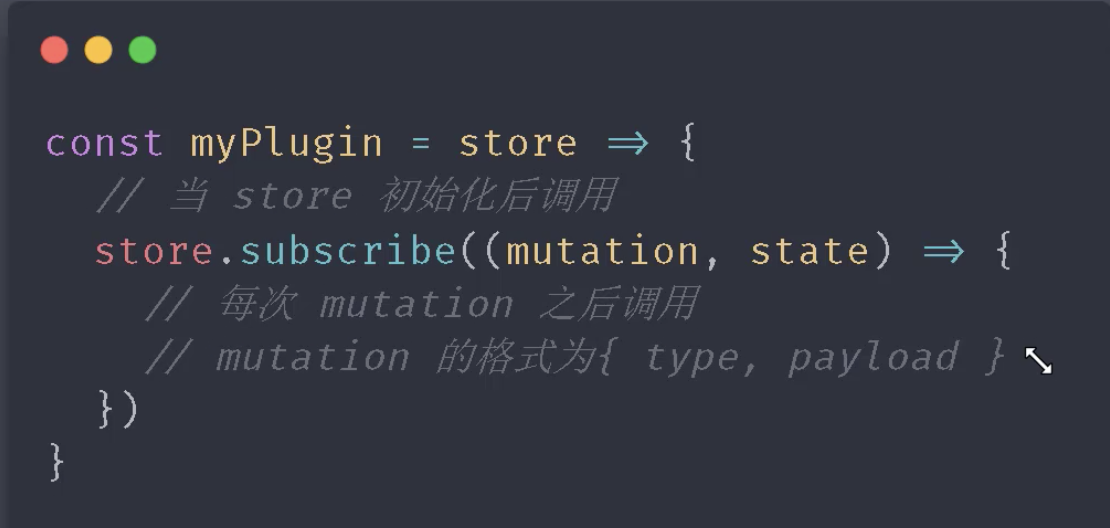 const myPlugin = store => {
  // 当 store 初始化后调用
  store.subscribe((mutation, state) => {
    // 每次 mutation 之后调用
    // mutation 的格式为{ type, payload }
  })
}